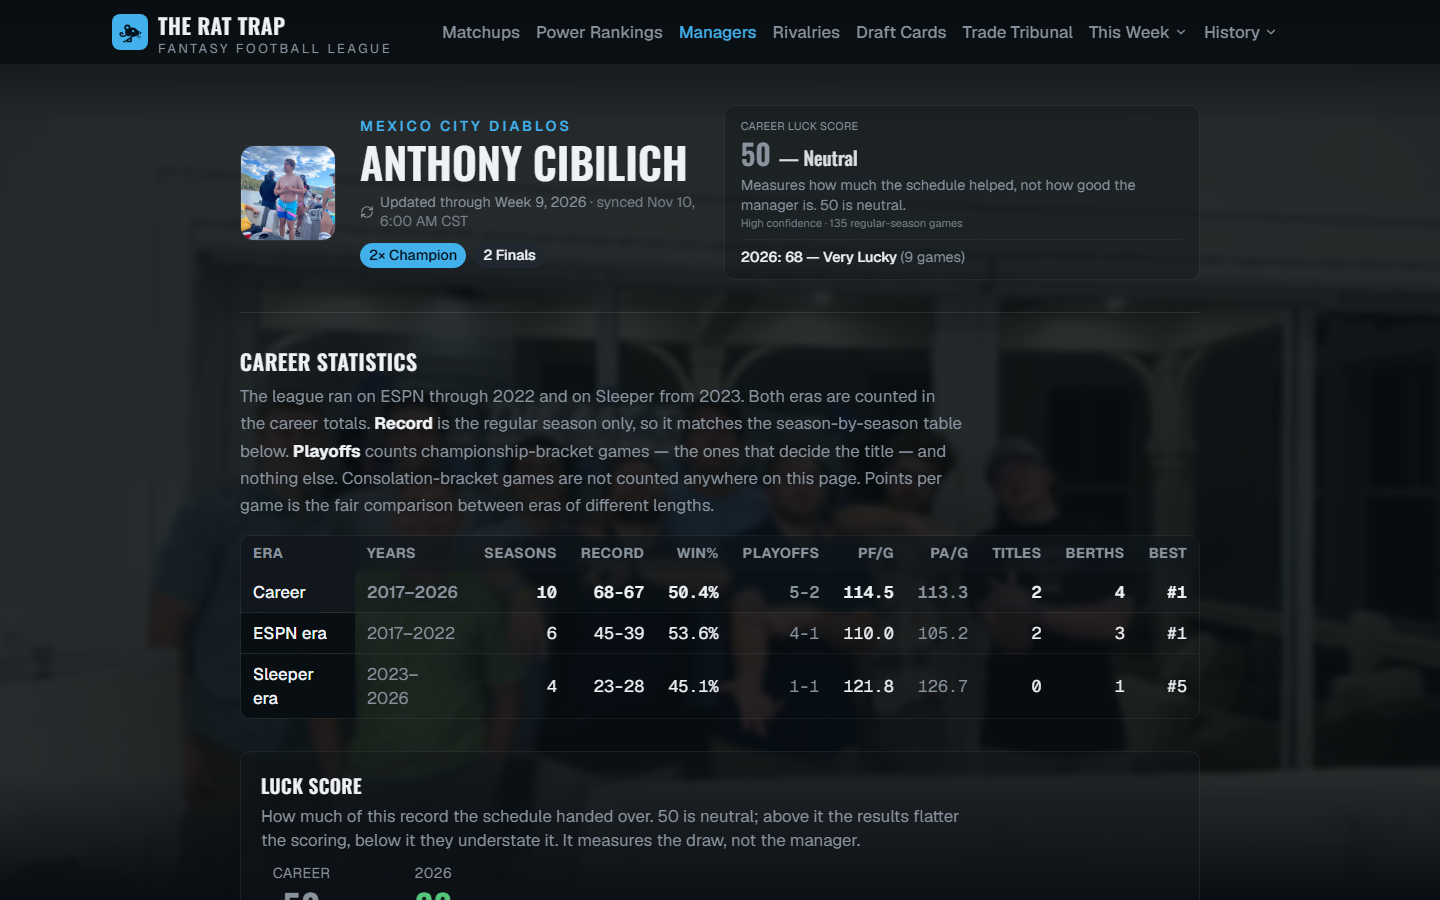 THE RAT TRAP
FANTASY FOOTBALL LEAGUE
Matchups Power Rankings Managers Rivalries Draft Cards Trade Tribunal This Week History
MEXICO CITY DIABLOS
ANTHONY CIBILICH
Updated through Week 9, 2026 · synced Nov 10,
6:00 AM CST
2× Champion 2 Finals
CAREER LUCK SCORE
50 — Neutral
Measures how much the schedule helped, not how good the
manager is. 50 is neutral.
High confidence · 135 regular-season games
2026: 68 — Very Lucky (9 games)
CAREER STATISTICS
The league ran on ESPN through 2022 and on Sleeper from 2023. Both eras are counted in
the career totals. Record is the regular season only, so it matches the season-by-season table
below. Playoffs counts championship-bracket games — the ones that decide the title — and
nothing else. Consolation-bracket games are not counted anywhere on this page. Points per
game is the fair comparison between eras of different lengths.
ERA YEARS SEASONS RECORD WIN% PLAYOFFS PF/G PA/G TITLES BERTHS BEST
Career 2017–2026 10 68-67 50.4% 5-2 114.5 113.3 2 4 #1
ESPN era 2017–2022 6 45-39 53.6% 4-1 110.0 105.2 2 3 #1
Sleeper era 2023–2026 4 23-28 45.1% 1-1 121.8 126.7 0 1 #5
LUCK SCORE
How much of this record the schedule handed over. 50 is neutral; above it the results flatter
the scoring, below it they understate it. It measures the draw, not the manager.
CAREER 2026